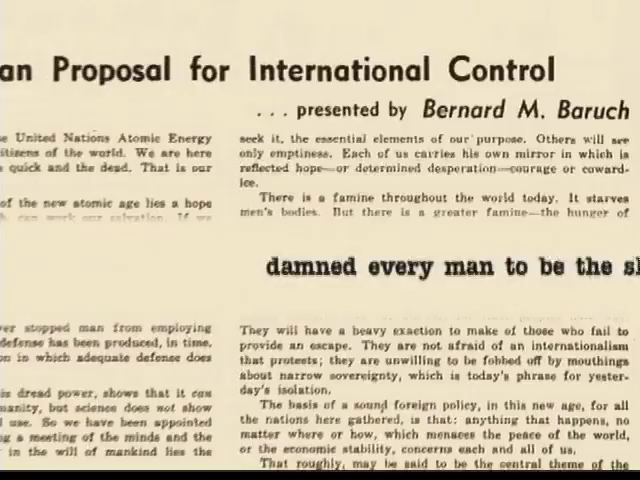 an Proposal for International Control
. . . presented by Bernard M. Baruch
e United Nations Atomic Energy
itizens of the world. We are here
quick and the dead. That is our
of the new atomic age lies a hope
h, can work our salvation. If we
seek it, the essential elements of our purpose. Others will see
only emptiness. Each of us carries his own mirror in which is
reflected hope—or determined desperation—courage or coward-
ice.
There is a famine throughout the world today. It starves
men's bodies. But there is a greater famine—the hunger of
damned every man to be the sl
ver stopped man from employing
defense has been produced, in time.
on in which adequate defense does
is dread power, shows that it can
manity, but science does not show
l use. So we have been appointed
g a meeting of the minds and the
in the will of mankind lies the
They will have a heavy exaction to make of those who fail to
provide an escape. They are not afraid of an internationalism
that protects; they are unwilling to be fobbed off by mouthings
about narrow sovereignty, which is today's phrase for yester-
day's isolation.
The basis of a sound foreign policy, in this new age, for all
the nations here gathered, is that: anything that happens, no
matter where or how, which menaces the peace of the world,
or the economic stability, concerns each and all of us.
That roughly, may be said to be the central theme of the